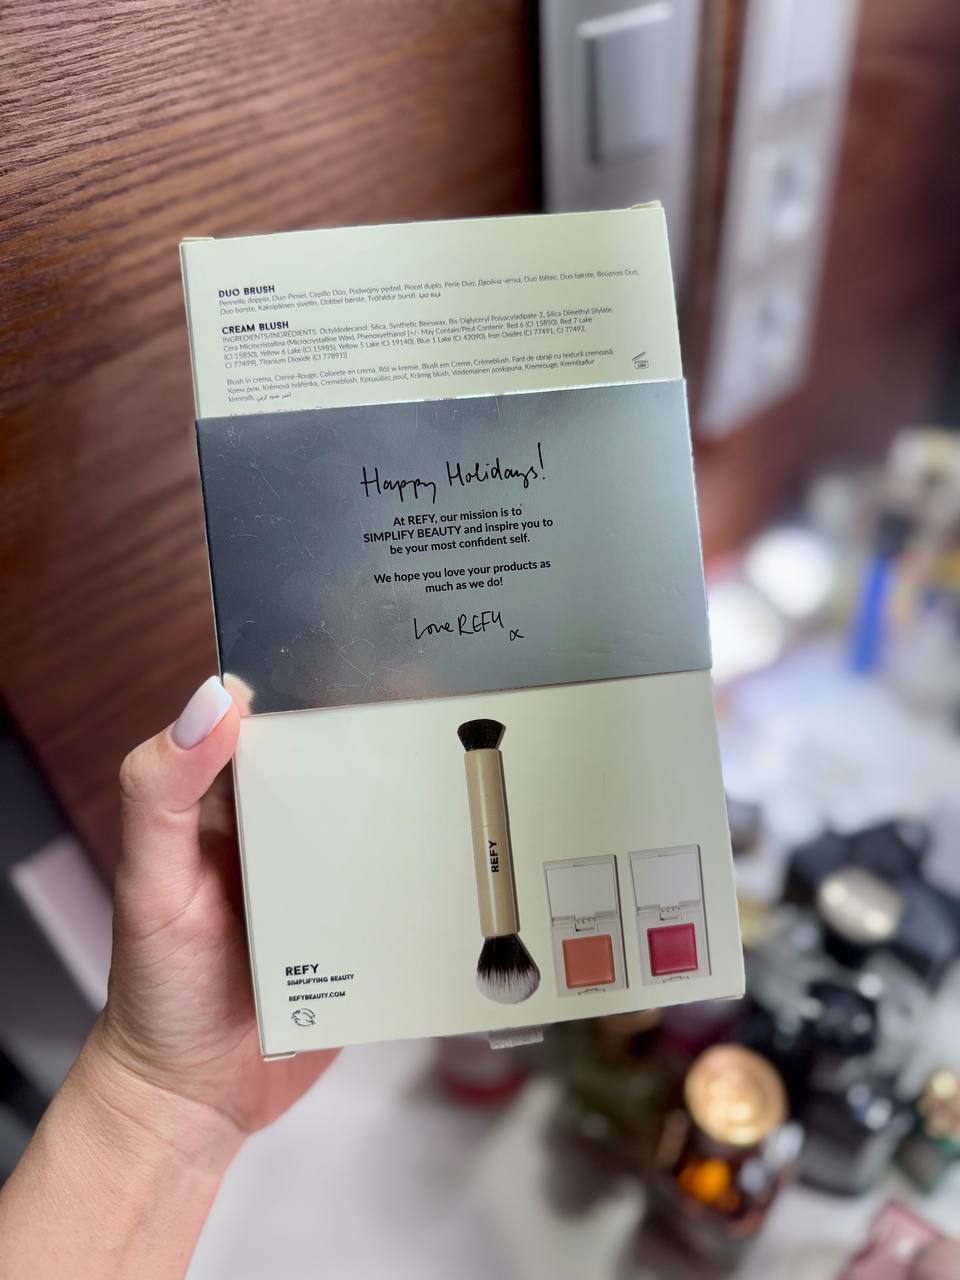 DUO BRUSH
Pennello doppio, Duo-Pinsel, Cepillo Dúo, Podwójny pędzel, Pincel duplo, Perie Duo, Двойна четка, Duo štětec, Duo børste, Βούρτσα Duo,
Duo borste, Kaksipäinen sivellin, Dobbel børste, Tvöfaldur bursti,
CREAM BLUSH
INGREDIENTS/INGRÉDIENTS: Octyldodecanol, Silica, Synthetic Beeswax, Bis-Diglyceryl Polyacyladipate-2, Silica Dimethyl Silylate,
Cera Microcristallina (Microcrystalline Wax), Phenoxyethanol [+/- May Contain/Peut Contenir: Red 6 (CI 15850), Red 7 Lake
(CI 15850), Yellow 6 Lake (CI 15985), Yellow 5 Lake (CI 19140), Blue 1 Lake (CI 42090), Iron Oxides (CI 77491, CI 77492,
CI 77499), Titanium Dioxide (CI 77891)]
Blush in crema, Creme-Rouge, Colorete en crema, Róż w kremie, Blush em Creme, Crèmeblush, Fard de obraji cu textură cremoasă,
Крем руж, Krémová tvářenka, Cremeblush, Krämig blush, Voidemainen poskipuna, Kremrouge, Kremlitaður
kinnroði,
Happy Holidays!
At REFY, our mission is to
SIMPLIFY BEAUTY and inspire you to
be your most confident self.
We hope you love your products as
much as we do!
Love REFY x
REFY
REFY
SIMPLIFYING BEAUTY
REFYBEAUTY.COM